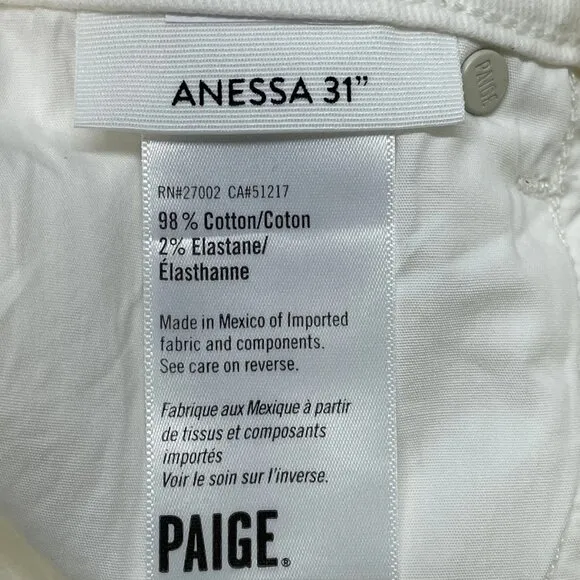 ANESSA 31”
PAIGE
RN#27002 CA#51217
98 % Cotton/Coton
2% Elastane/
Élasthanne
Made in Mexico of Imported
fabric and components.
See care on reverse.
Fabrique aux Mexique à partir
de tissus et composants
importés
Voir le soin sur l’inverse.
PAIGE®